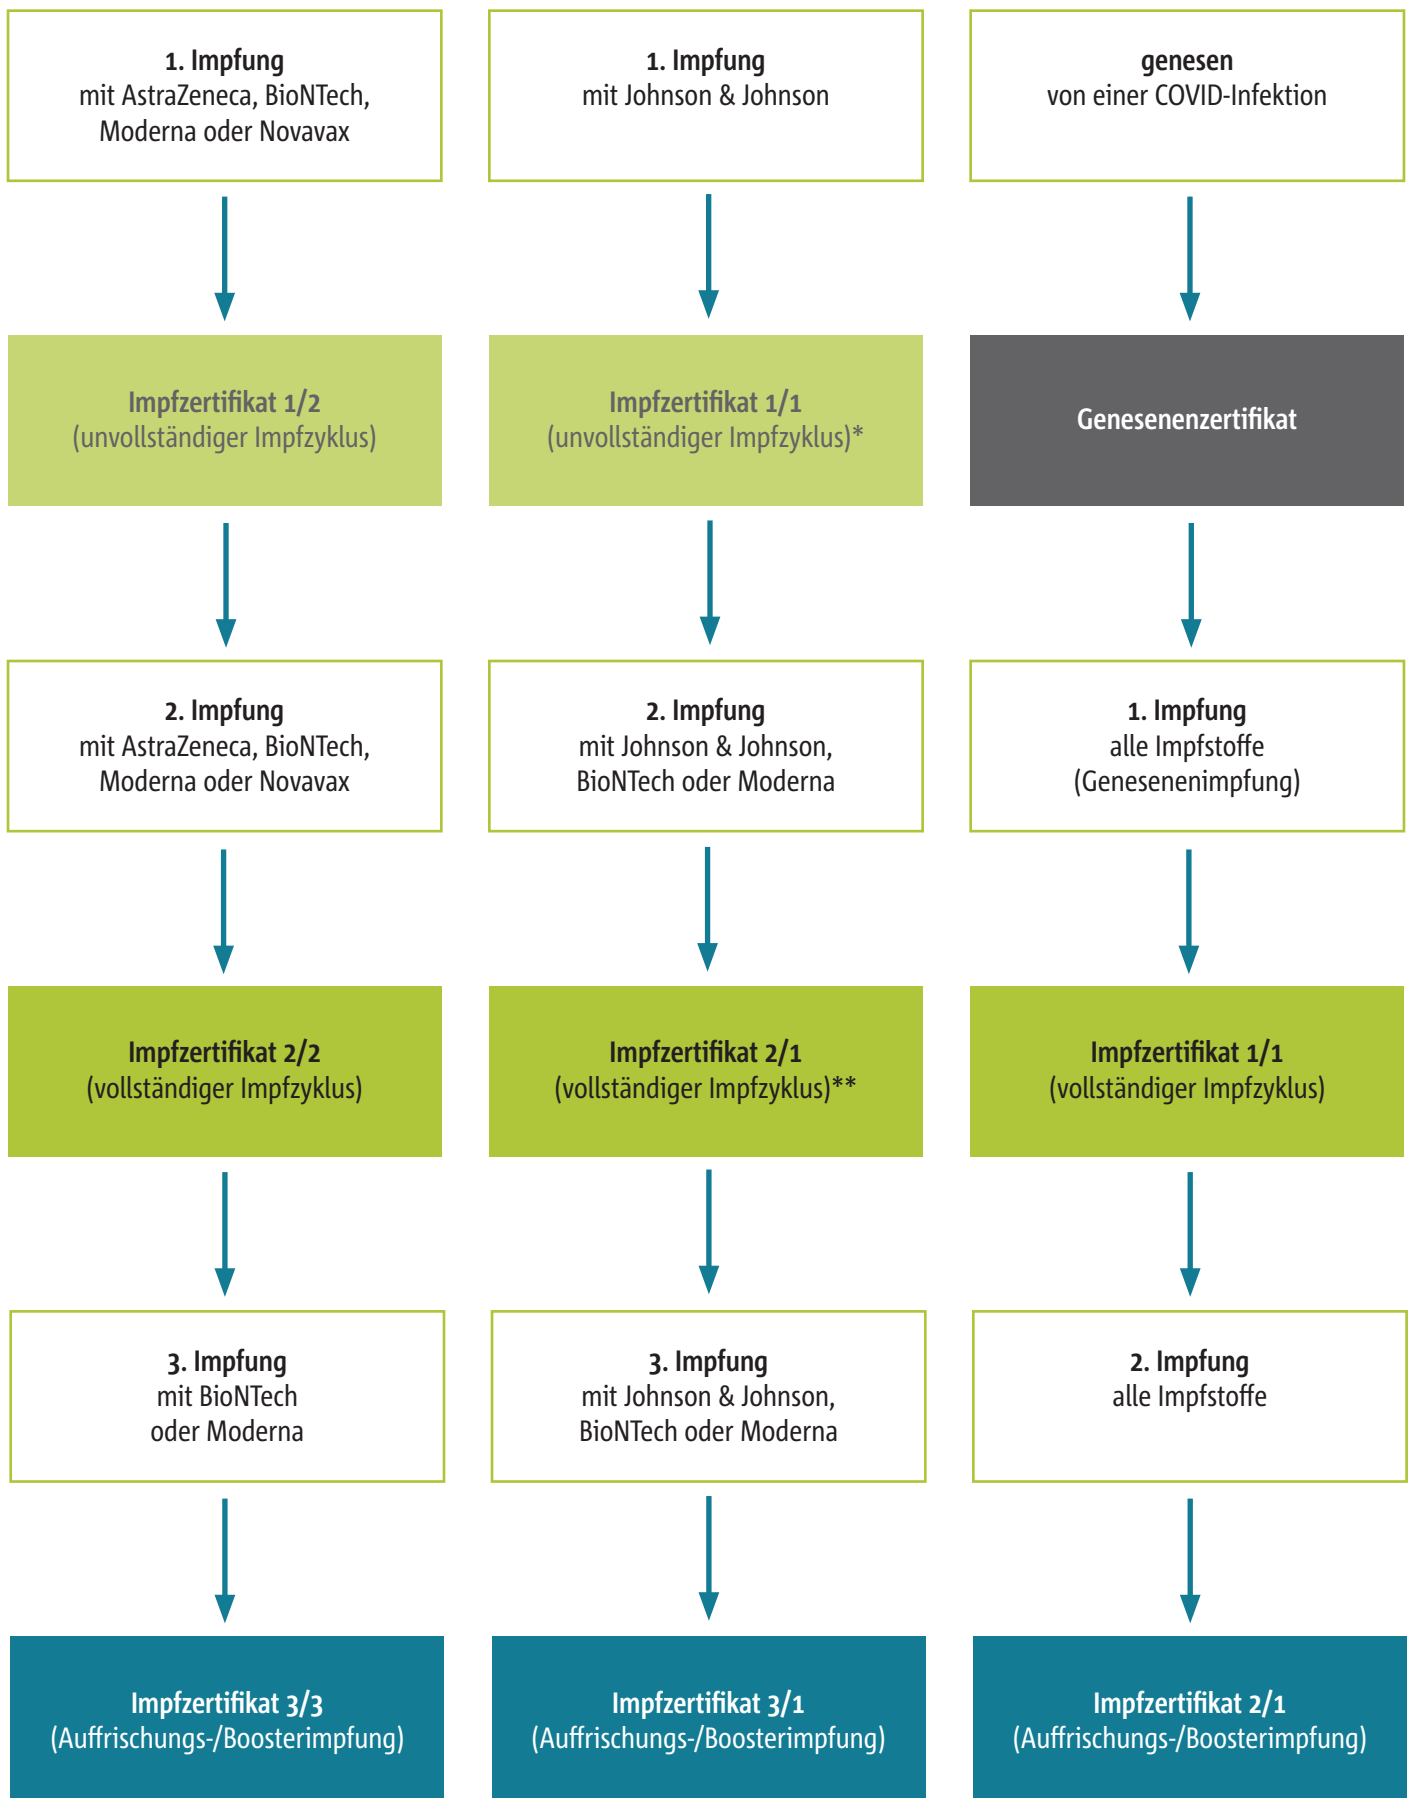 1. Impfung
mit AstraZeneca, BioNTech,
Moderna oder Novavax
1. Impfung
mit Johnson & Johnson
genesen
von einer COVID-Infektion
Impfzertifikat 1/2
(unvollständiger Impfzyklus)
Impfzertifikat 1/1
(unvollständiger Impfzyklus)*
Genesenenzertifikat
2. Impfung
mit AstraZeneca, BioNTech,
Moderna oder Novavax
2. Impfung
mit Johnson & Johnson,
BioNTech oder Moderna
1. Impfung
alle Impfstoffe
(Genesenenimpfung)
Impfzertifikat 2/2
(vollständiger Impfzyklus)
Impfzertifikat 2/1
(vollständiger Impfzyklus)**
Impfzertifikat 1/1
(vollständiger Impfzyklus)
3. Impfung
mit BioNTech
oder Moderna
3. Impfung
mit Johnson & Johnson,
BioNTech oder Moderna
2. Impfung
alle Impfstoffe
Impfzertifikat 3/3
(Auffrischungs-/Boosterimpfung)
Impfzertifikat 3/1
(Auffrischungs-/Boosterimpfung)
Impfzertifikat 2/1
(Auffrischungs-/Boosterimpfung)